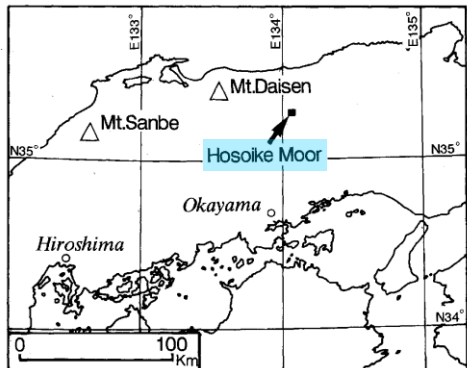 E133°
E134°
E135°
Mt.Daisen
Mt.Sanbe
N35°
Hosoike Moor
N35°
Okayama
Hiroshima
N34°
0 100
Km